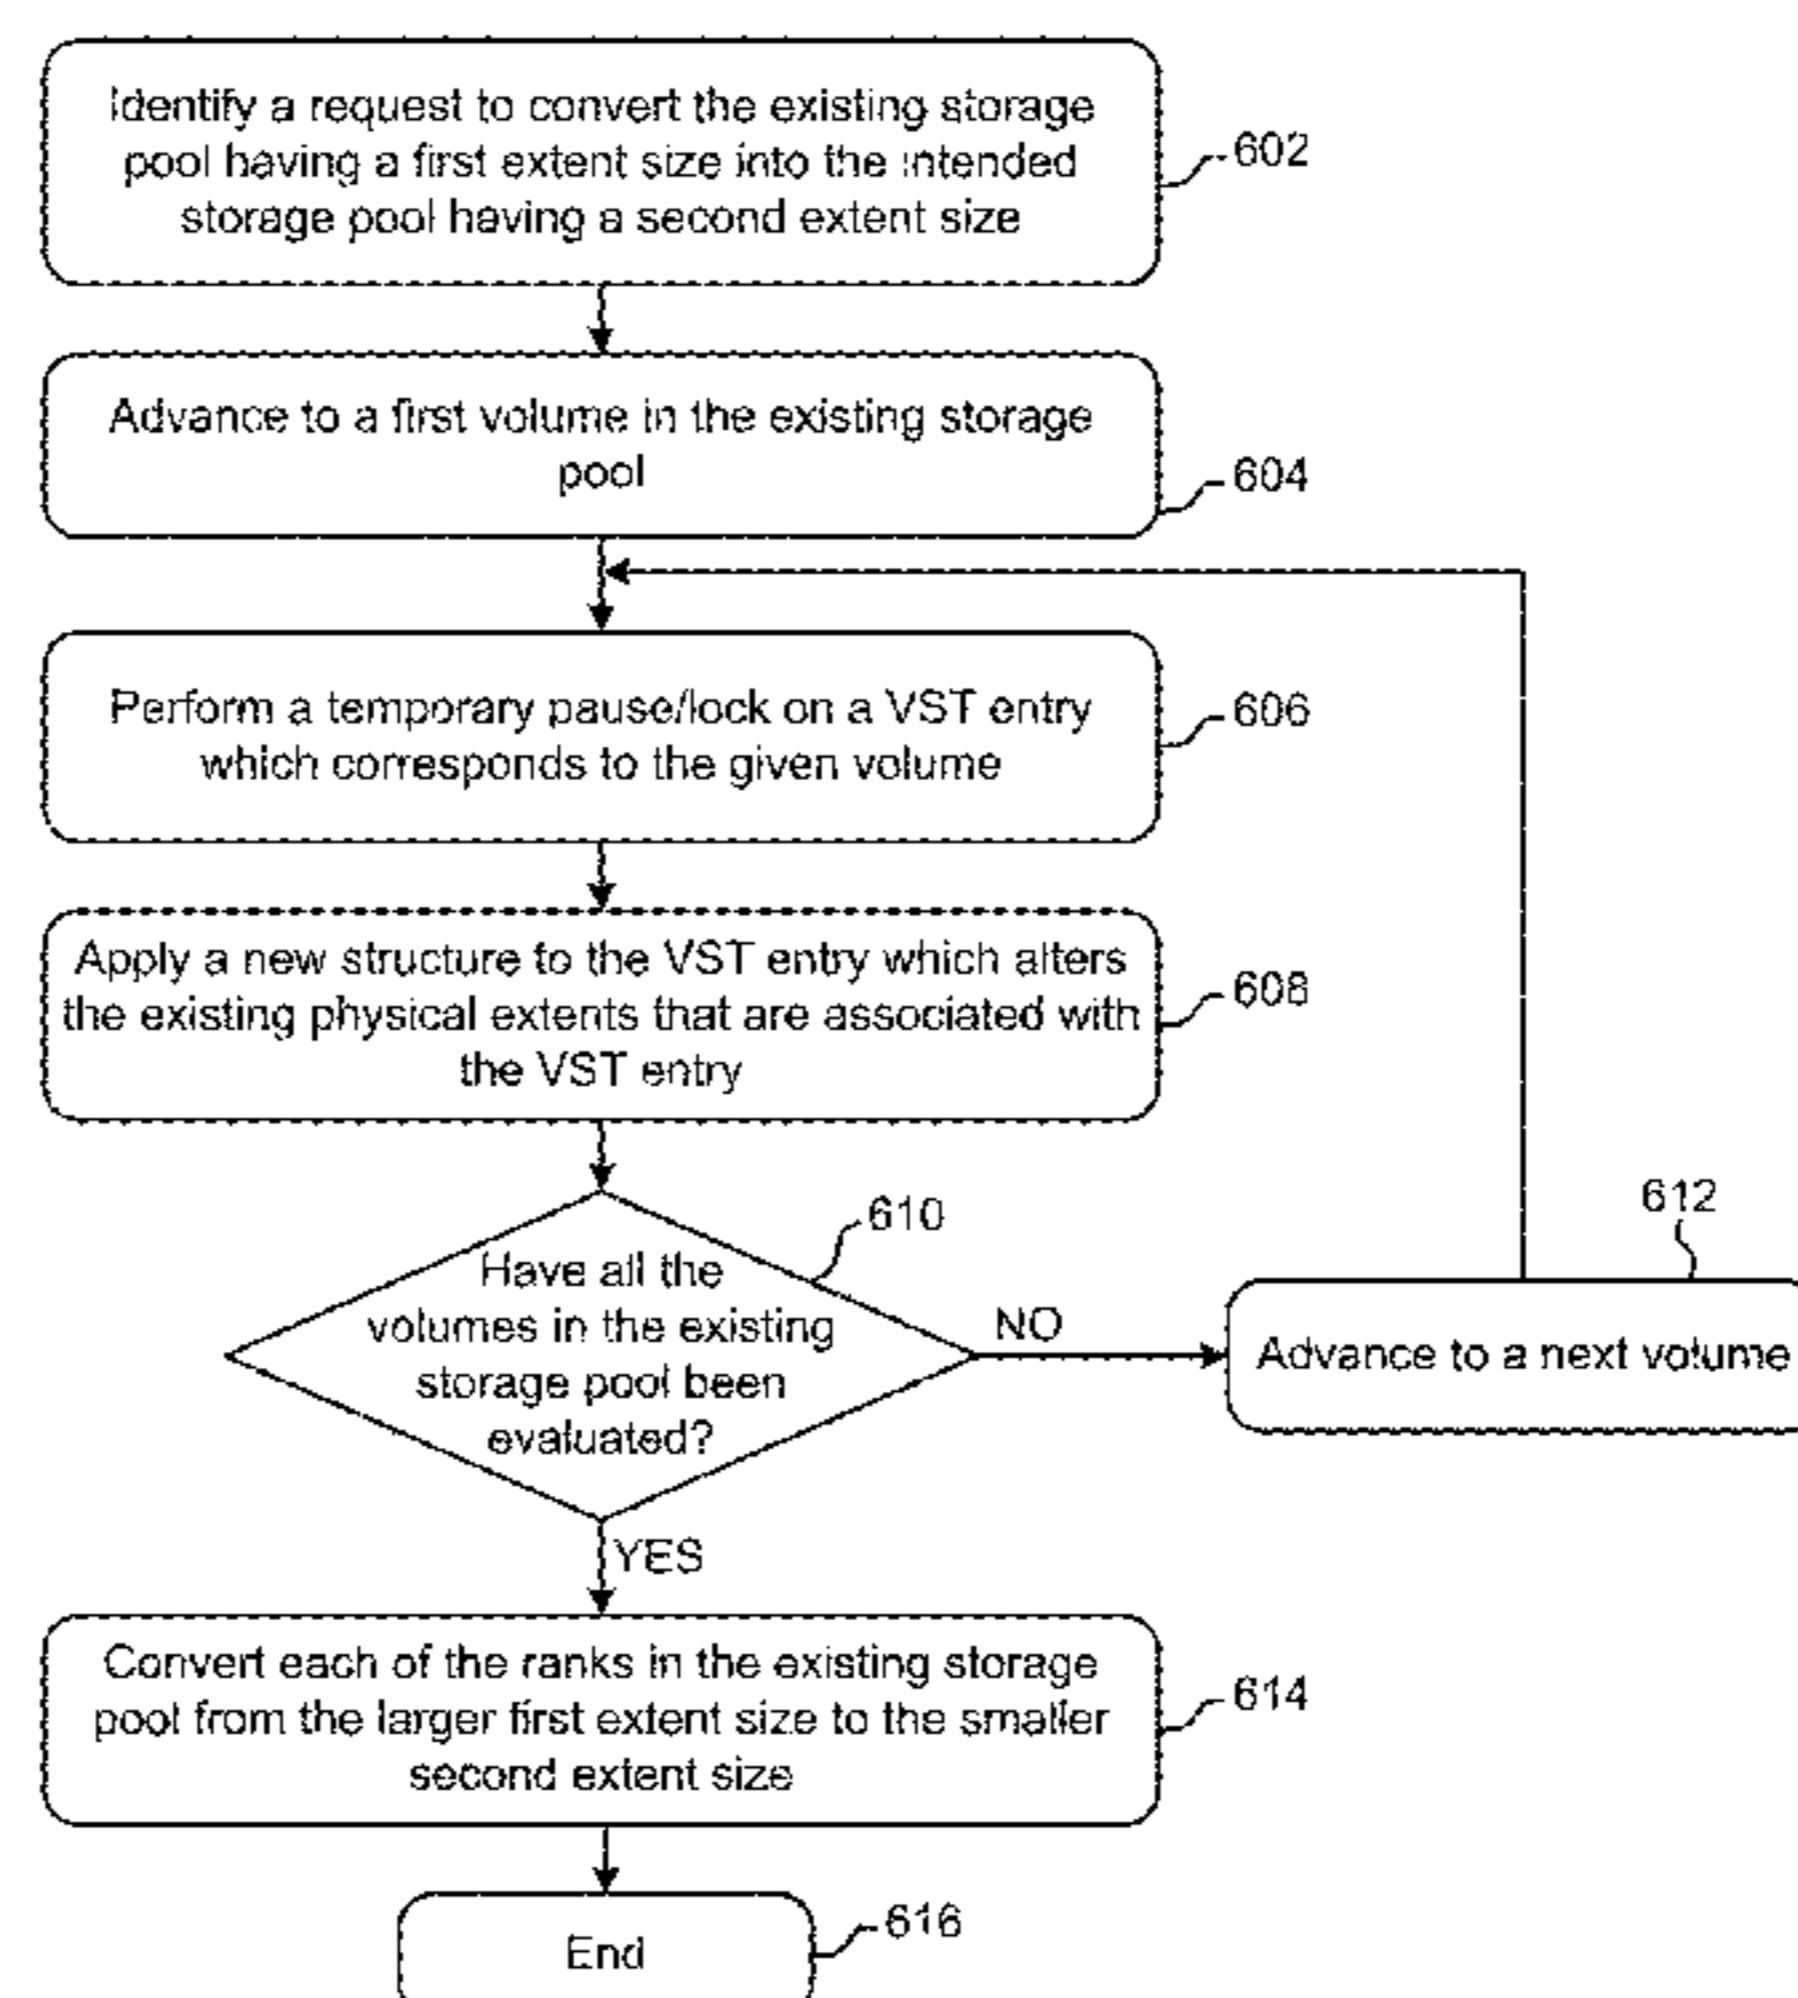 Identify a request to convert the existing storage
pool having a first extent size into the intended
storage pool having a second extent size
602
Advance to a first volume in the existing storage
pool
604
Perform a temporary pause/lock on a VST entry
which corresponds to the given volume
606
Apply a new structure to the VST entry which alters
the existing physical extents that are associated with
the VST entry
608
610
Have all the
volumes in the existing
storage pool been
evaluated?
NO
612
Advance to a next volume
YES
Convert each of the ranks in the existing storage
pool from the larger first extent size to the smaller
second extent size
614
End
616